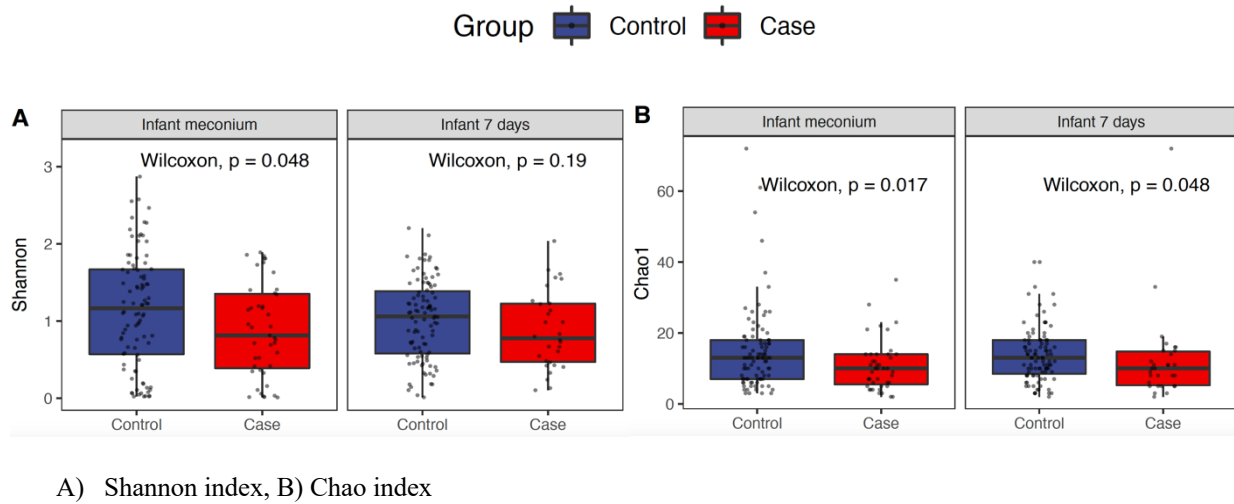 Group Control Case
A
Infant meconium Infant 7 days
Wilcoxon, p = 0.048 Wilcoxon, p = 0.19
Shannon
3
2
1
0
Control Case Control Case
B
Infant meconium Infant 7 days
Wilcoxon, p = 0.017 Wilcoxon, p = 0.048
Chao1
60
40
20
0
Control Case Control Case
A) Shannon index, B) Chao index